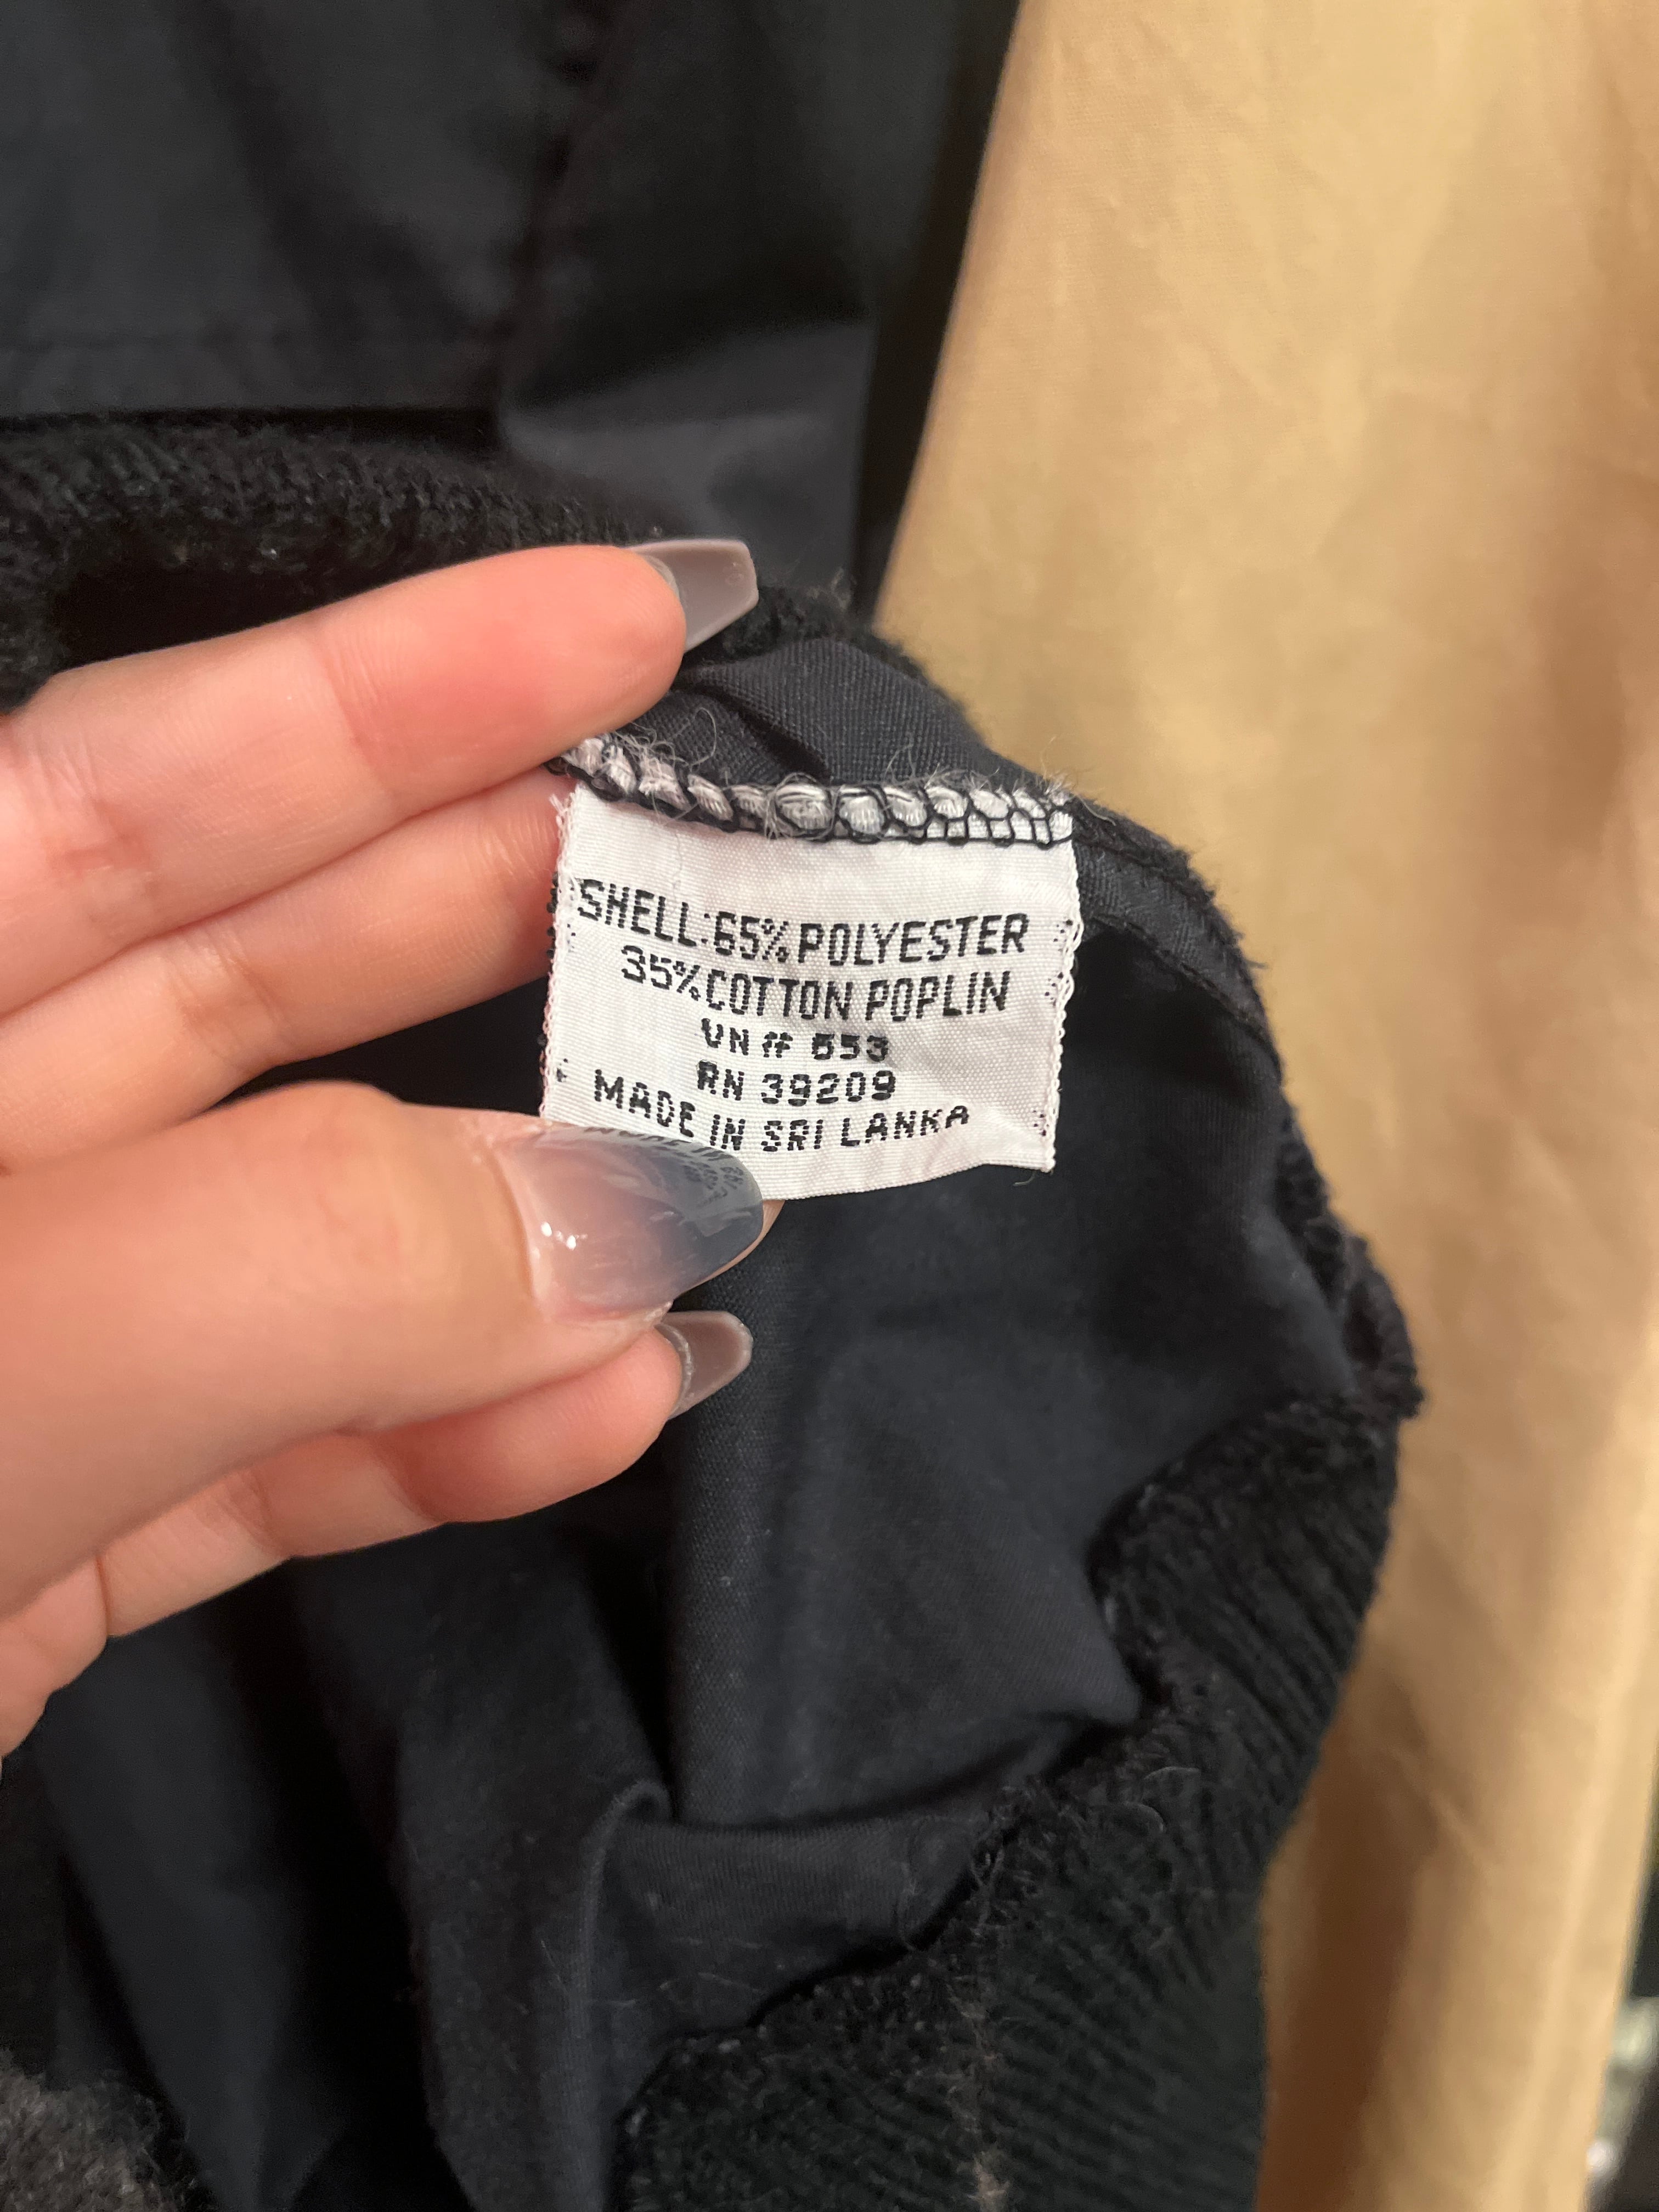 SHELL:65% POLYESTER
35% COTTON POPLIN
VN # 553
RN 39209
MADE IN SRI LANKA